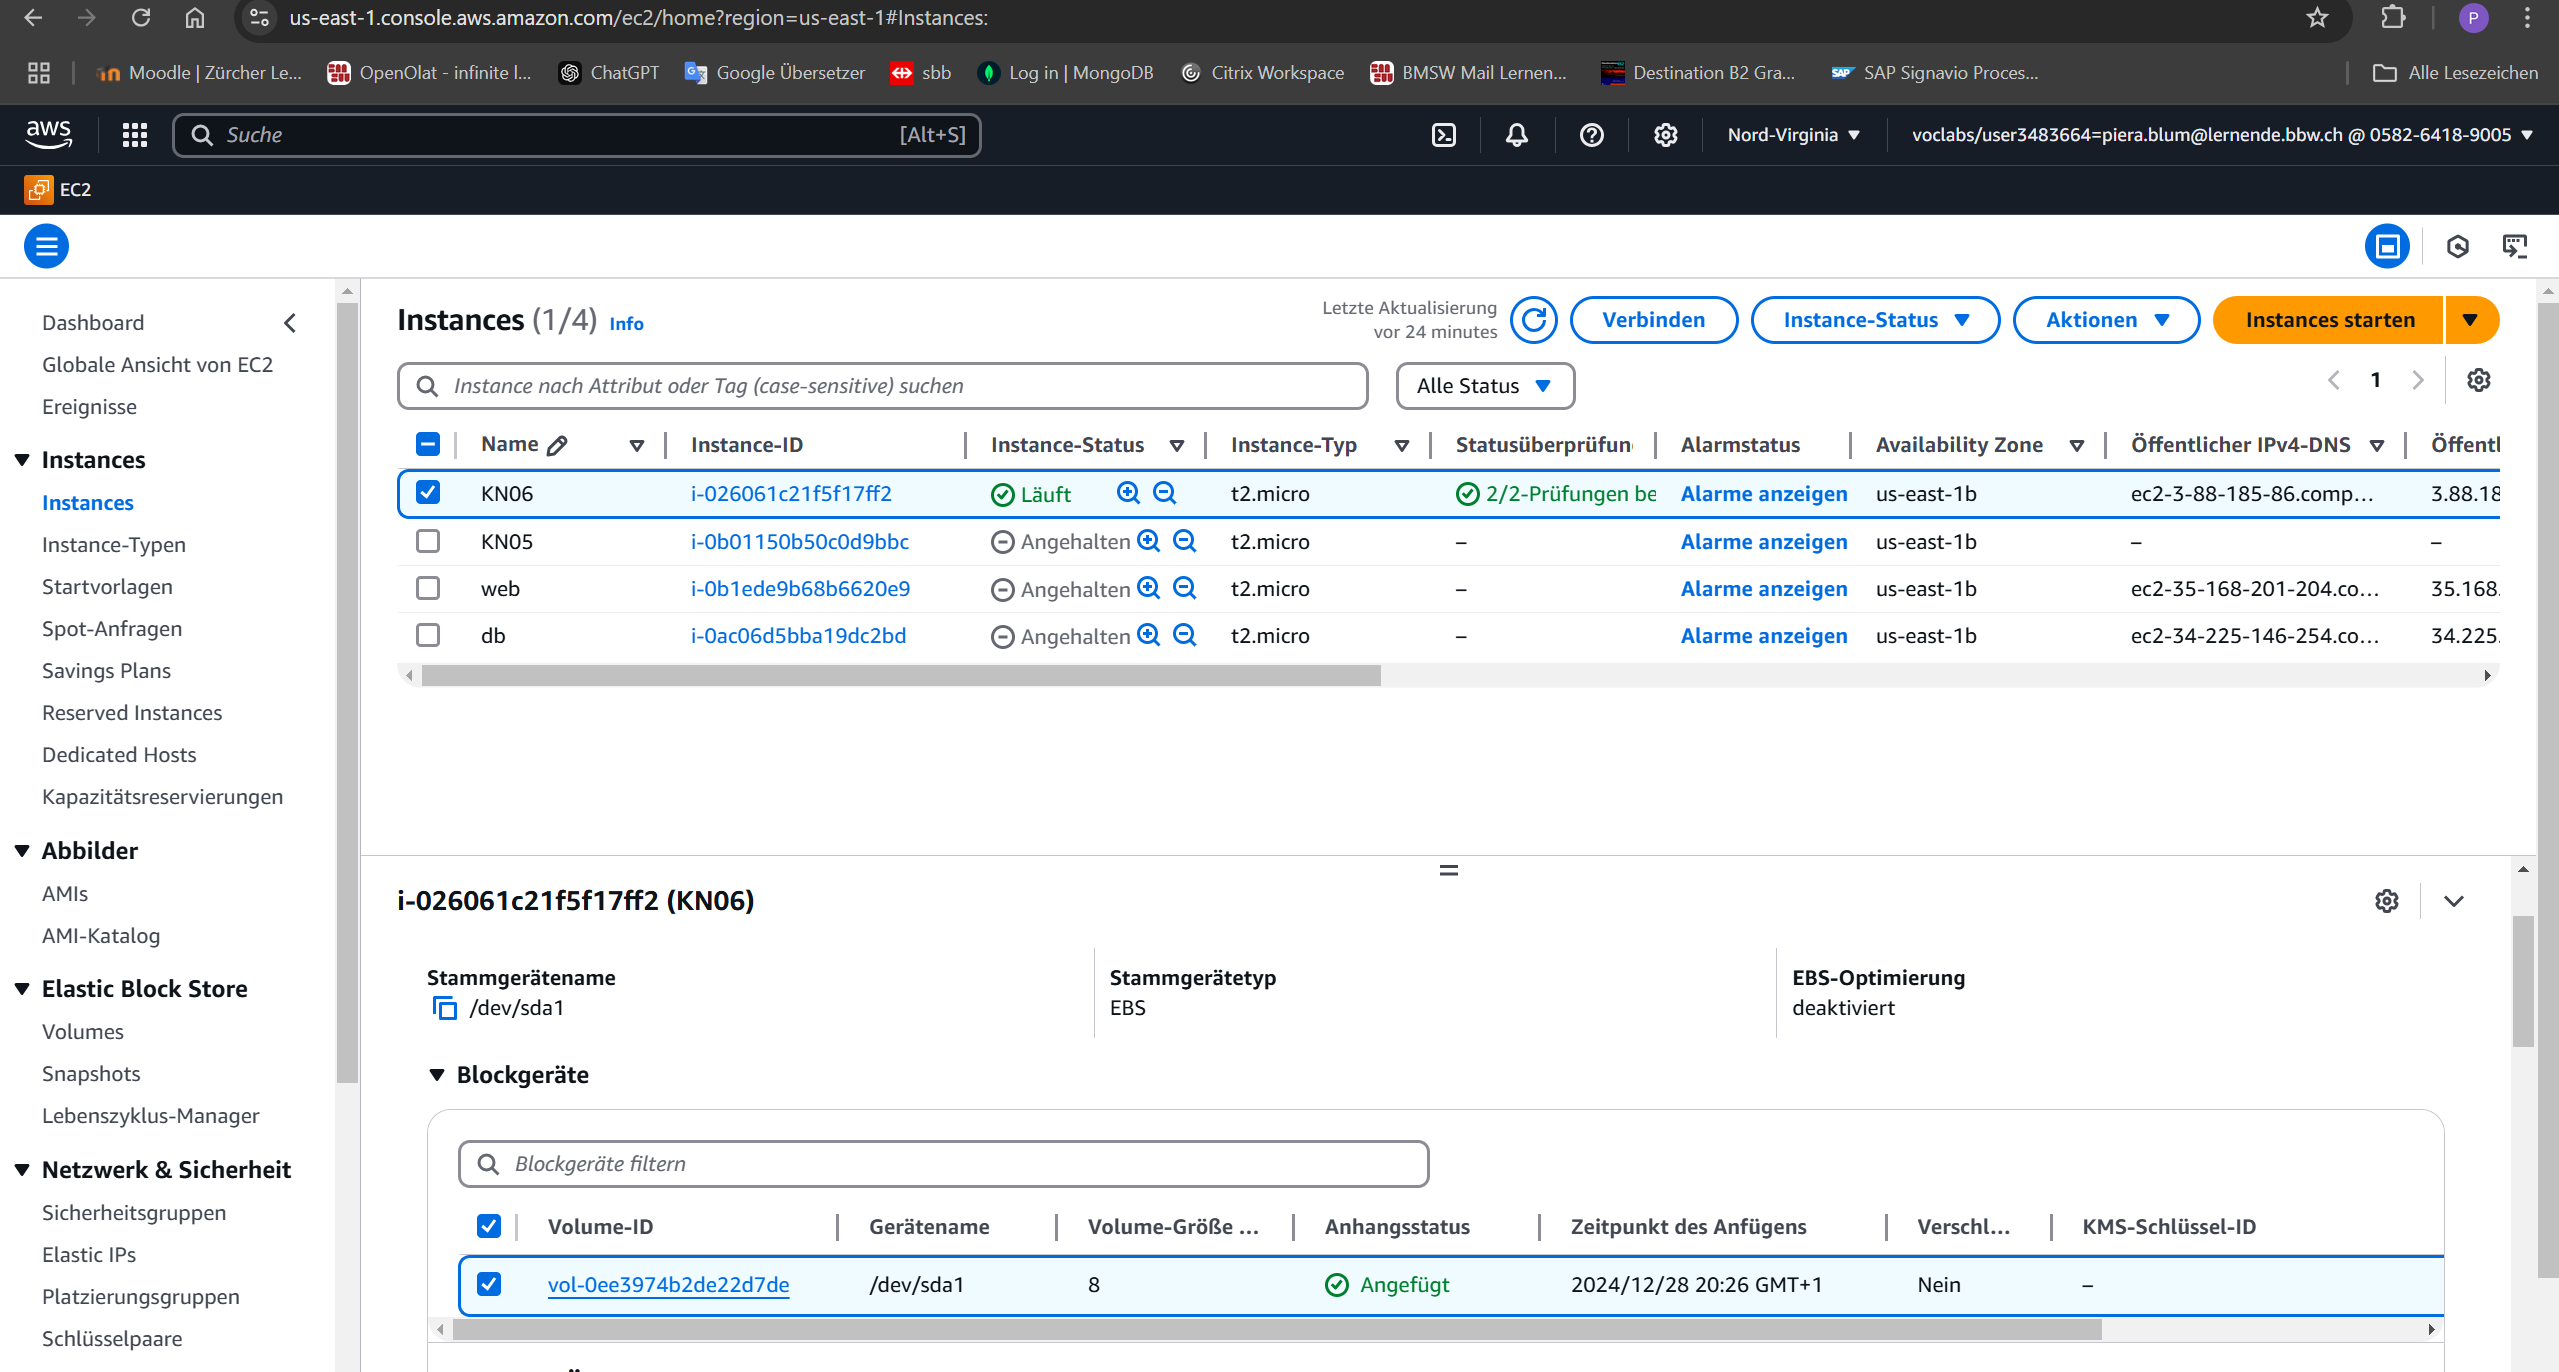 us-east-1.console.aws.amazon.com/ec2/home?region=us-east-1#Instances:
P
Moodle | Zürcher Le... OpenOlat - infinite l... ChatGPT Google Übersetzer sbb Log in | MongoDB Citrix Workspace BMSW Mail Lernen... Destination B2 Gra... SAP SAP Signavio Proces... Alle Lesezeichen
aws Suche [Alt+S] Nord-Virginia voclabs/user3483664=piera.blum@lernende.bbw.ch @ 0582-6418-9005
EC2
Dashboard
Globale Ansicht von EC2
Ereignisse
Instances
Instances
Instance-Typen
Startvorlagen
Spot-Anfragen
Savings Plans
Reserved Instances
Dedicated Hosts
Kapazitätsreservierungen
Abbilder
AMIs
AMI-Katalog
Elastic Block Store
Volumes
Snapshots
Lebenszyklus-Manager
Netzwerk & Sicherheit
Sicherheitsgruppen
Elastic IPs
Platzierungsgruppen
Schlüsselpaare
Instances (1/4) Info
Letzte Aktualisierung
vor 24 minutes
Verbinden Instance-Status Aktionen Instances starten
Instance nach Attribut oder Tag (case-sensitive) suchen Alle Status 1
Name Instance-ID Instance-Status Instance-Typ Statusüberprüfun Alarmstatus Availability Zone Öffentlicher IPv4-DNS Öffentl
KN06 i-026061c21f5f17ff2 Läuft t2.micro 2/2-Prüfungen be Alarme anzeigen us-east-1b ec2-3-88-185-86.comp... 3.88.18
KN05 i-0b01150b50c0d9bbc Angehalten t2.micro – Alarme anzeigen us-east-1b – –
web i-0b1ede9b68b6620e9 Angehalten t2.micro – Alarme anzeigen us-east-1b ec2-35-168-201-204.co... 35.168.
db i-0ac06d5bba19dc2bd Angehalten t2.micro – Alarme anzeigen us-east-1b ec2-34-225-146-254.co... 34.225.
i-026061c21f5f17ff2 (KN06)
Stammgerätename Stammgerätetyp EBS-Optimierung
/dev/sda1 EBS deaktiviert
Blockgeräte
Blockgeräte filtern
Volume-ID Gerätename Volume-Größe ... Anhangsstatus Zeitpunkt des Anfügens Verschl... KMS-Schlüssel-ID
vol-0ee3974b2de22d7de /dev/sda1 8 Angefügt 2024/12/28 20:26 GMT+1 Nein –